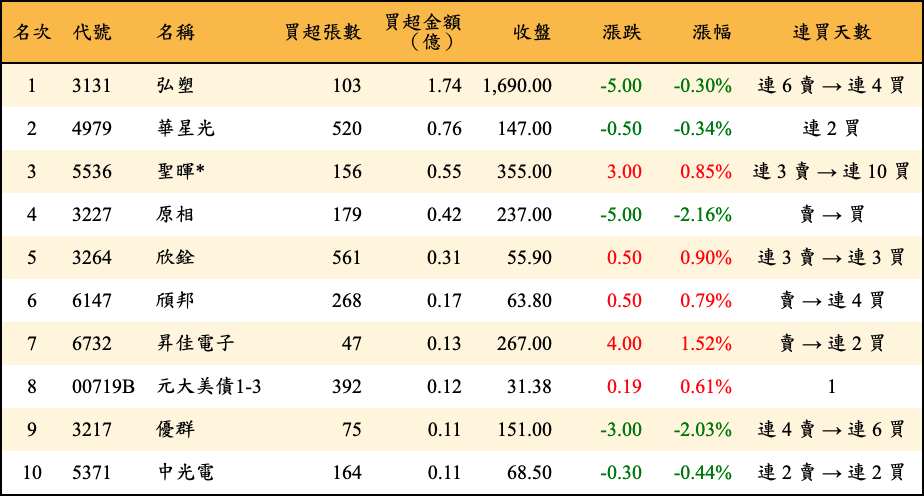 名次 代號 名稱 買超張數 買超金額（億） 收盤 漲跌 漲幅 連買天數
1 3131 弘塑 103 1.74 1,690.00 -5.00 -0.30% 連 6 賣 → 連 4 買
2 4979 華星光 520 0.76 147.00 -0.50 -0.34% 連 2 買
3 5536 聖暉* 156 0.55 355.00 3.00 0.85% 連 3 賣 → 連 10 買
4 3227 原相 179 0.42 237.00 -5.00 -2.16% 賣 → 買
5 3264 欣銓 561 0.31 55.90 0.50 0.90% 連 3 賣 → 連 3 買
6 6147 頎邦 268 0.17 63.80 0.50 0.79% 賣 → 連 4 買
7 6732 昇佳電子 47 0.13 267.00 4.00 1.52% 賣 → 連 2 買
8 00719B 元大美債1-3 392 0.12 31.38 0.19 0.61% 1
9 3217 優群 75 0.11 151.00 -3.00 -2.03% 連 4 賣 → 連 6 買
10 5371 中光電 164 0.11 68.50 -0.30 -0.44% 連 2 賣 → 連 2 買